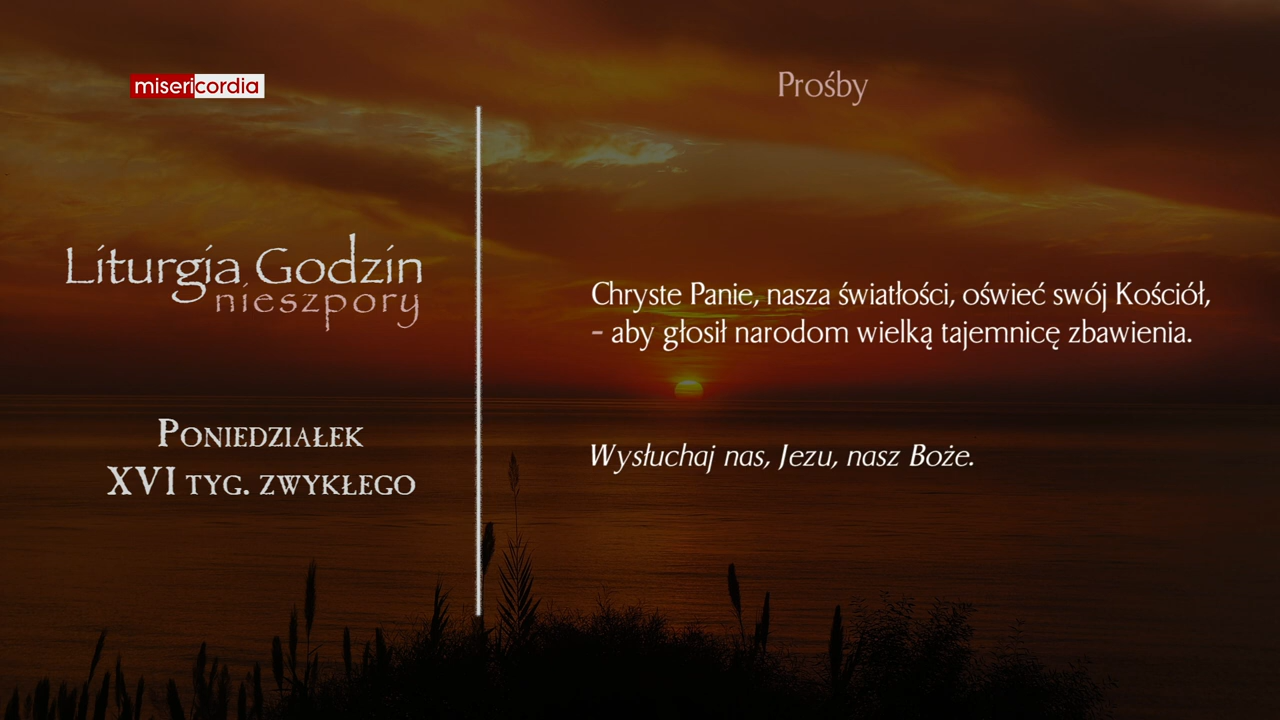 misericordia
Liturgia Godzin
nieszpory
Poniedziałek
XVI tyg. zwykłego
Prośby
Chryste Panie, nasza światłości, oświeć swój Kościół,
- aby głosił narodom wielką tajemnicę zbawienia.
Wysłuchaj nas, Jezu, nasz Boże.